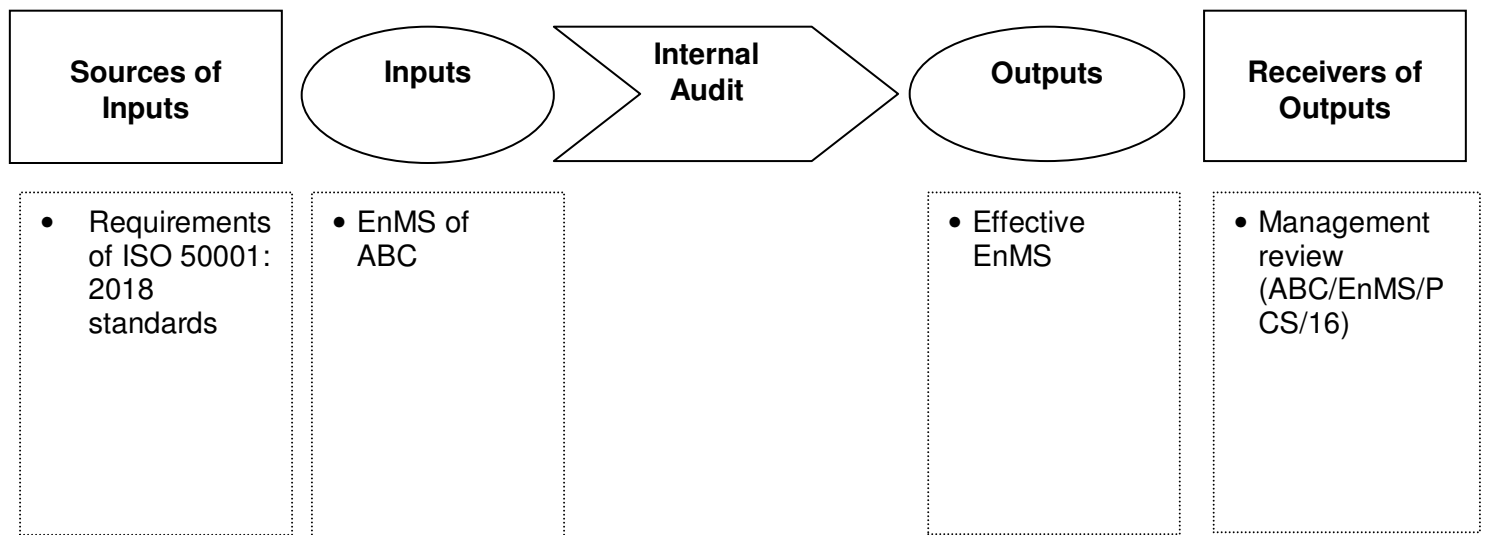 Sources of
Inputs
Inputs
Internal
Audit
Outputs
Receivers of
Outputs
• Requirements
of ISO 50001:
2018
standards
• EnMS of
ABC
• Effective
EnMS
• Management
review
(ABC/EnMS/P
CS/16)